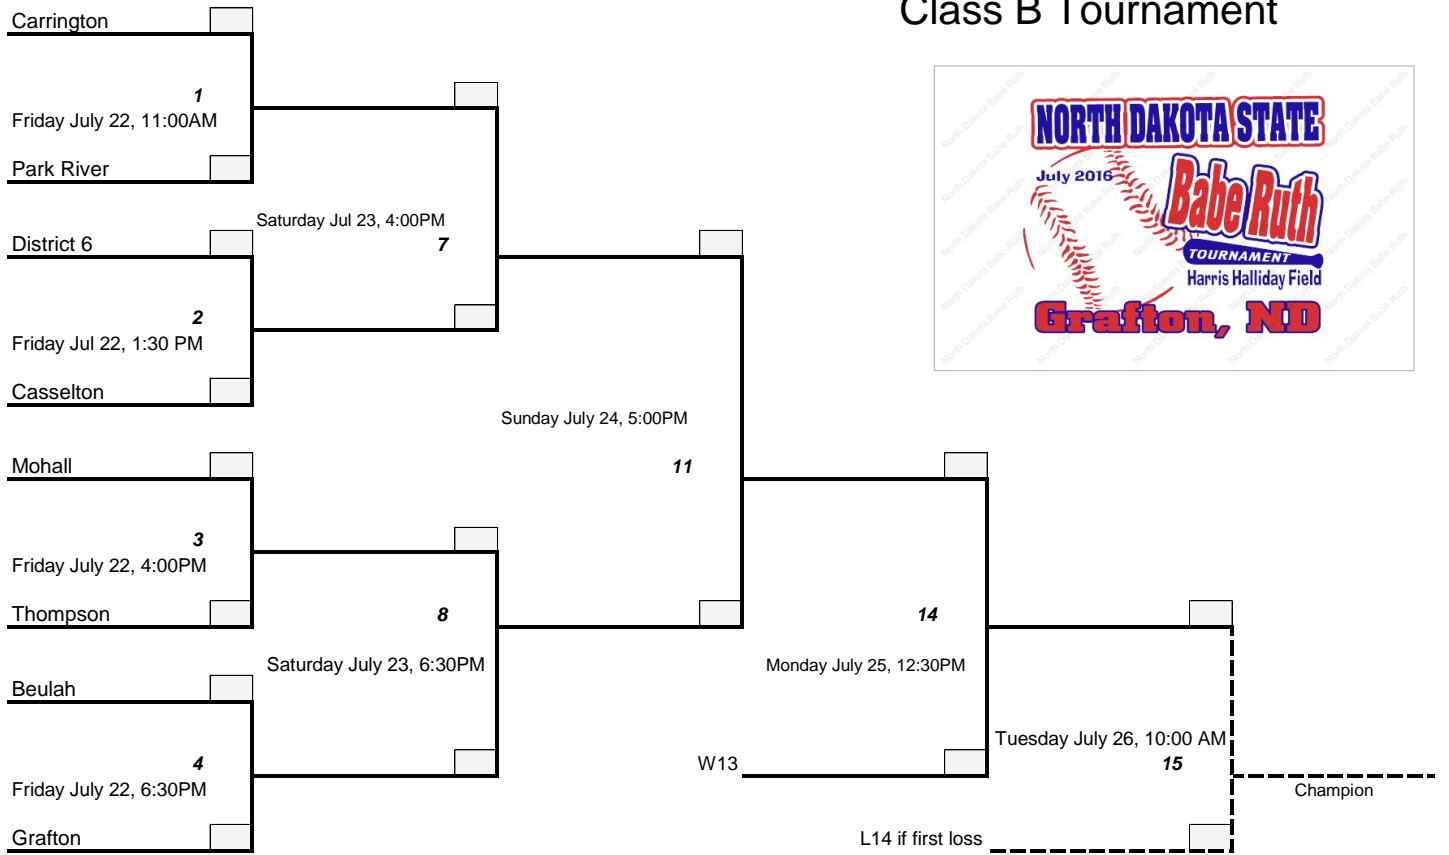 Class B Tournament
Carrington
1
Friday July 22, 11:00AM
Park River
Saturday Jul 23, 4:00PM
7
District 6
2
Friday Jul 22, 1:30 PM
Casselton
Sunday July 24, 5:00PM
11
Mohall
3
Friday July 22, 4:00PM
Thompson
8
Saturday July 23, 6:30PM
14
Monday July 25, 12:30PM
Beulah
4
Friday July 22, 6:30PM
Grafton
W13
Tuesday July 26, 10:00 AM
15
Champion
L14 if first loss
NORTH DAKOTA STATE
July 2016
Babe Ruth
TOURNAMENT
Harris Halliday Field
Grafton, ND
North Dakota Babe Ruth